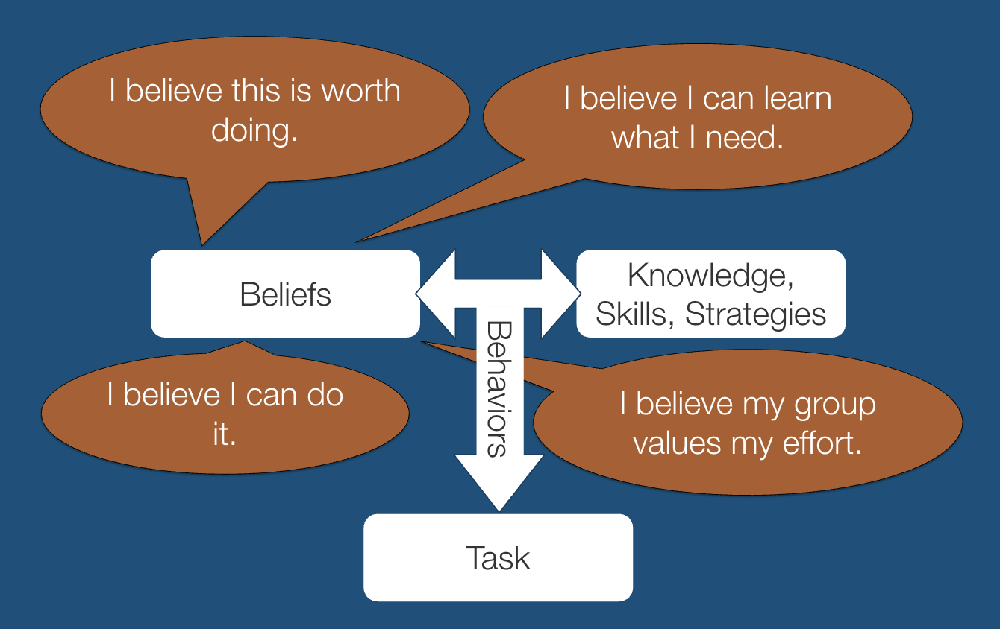 I believe this is worth
doing.
I believe I can learn
what I need.
Beliefs
Knowledge,
Skills, Strategies
Behaviors
I believe I can do
it.
I believe my group
values my effort.
Task